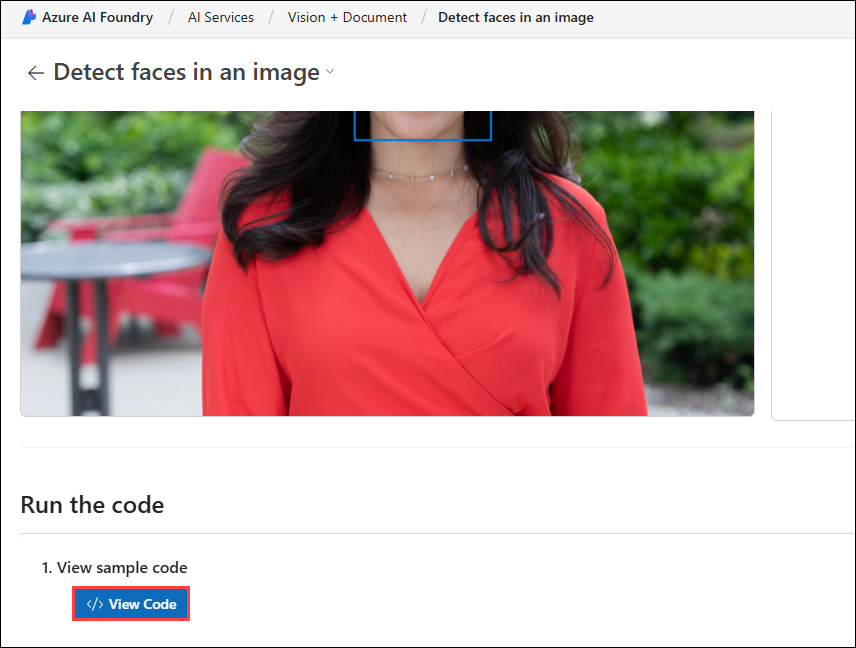 Azure AI Foundry / AI Services / Vision + Document / Detect faces in an image
Detect faces in an image
Run the code
1. View sample code
</> View Code